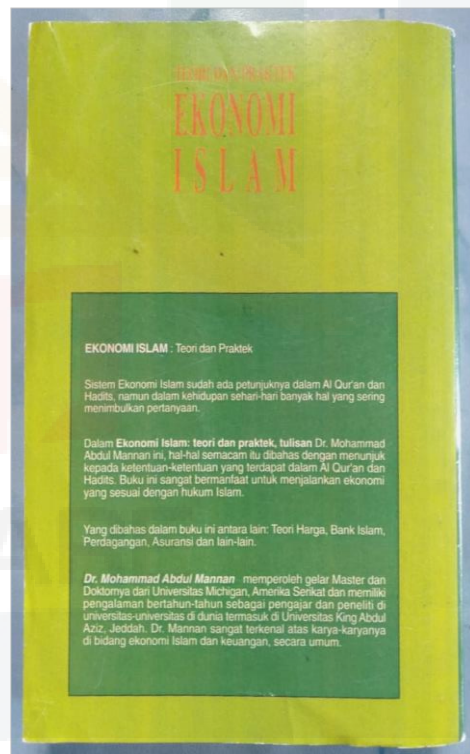 TEORI DAN PRAKTEK
EKONOMI
ISLAM
EKONOMI ISLAM : Teori dan Praktek
Sistem Ekonomi Islam sudah ada petunjuknya dalam Al Qur'an dan
Hadits, namun dalam kehidupan sehari-hari banyak hal yang sering
menimbulkan pertanyaan.
Dalam Ekonomi Islam: teori dan praktek, tulisan Dr. Mohammad
Abdul Mannan ini, hal-hal semacam itu dibahas dengan menunjuk
kepada ketentuan-ketentuan yang terdapat dalam Al Qur'an dan
Hadits. Buku ini sangat bermanfaat untuk menjalankan ekonomi
yang sesuai dengan hukum Islam.
Yang dibahas dalam buku ini antara lain: Teori Harga, Bank Islam,
Perdagangan, Asuransi dan lain-lain.
Dr. Mohammad Abdul Mannan memperoleh gelar Master dan
Doktornya dari Universitas Michigan, Amerika Serikat dan memiliki
pengalaman bertahun-tahun sebagai pengajar dan peneliti di
universitas-universitas di dunia termasuk di Universitas King Abdul
Aziz, Jeddah. Dr. Mannan sangat terkenal atas karya-karyanya
di bidang ekonomi Islam dan keuangan, secara umum.